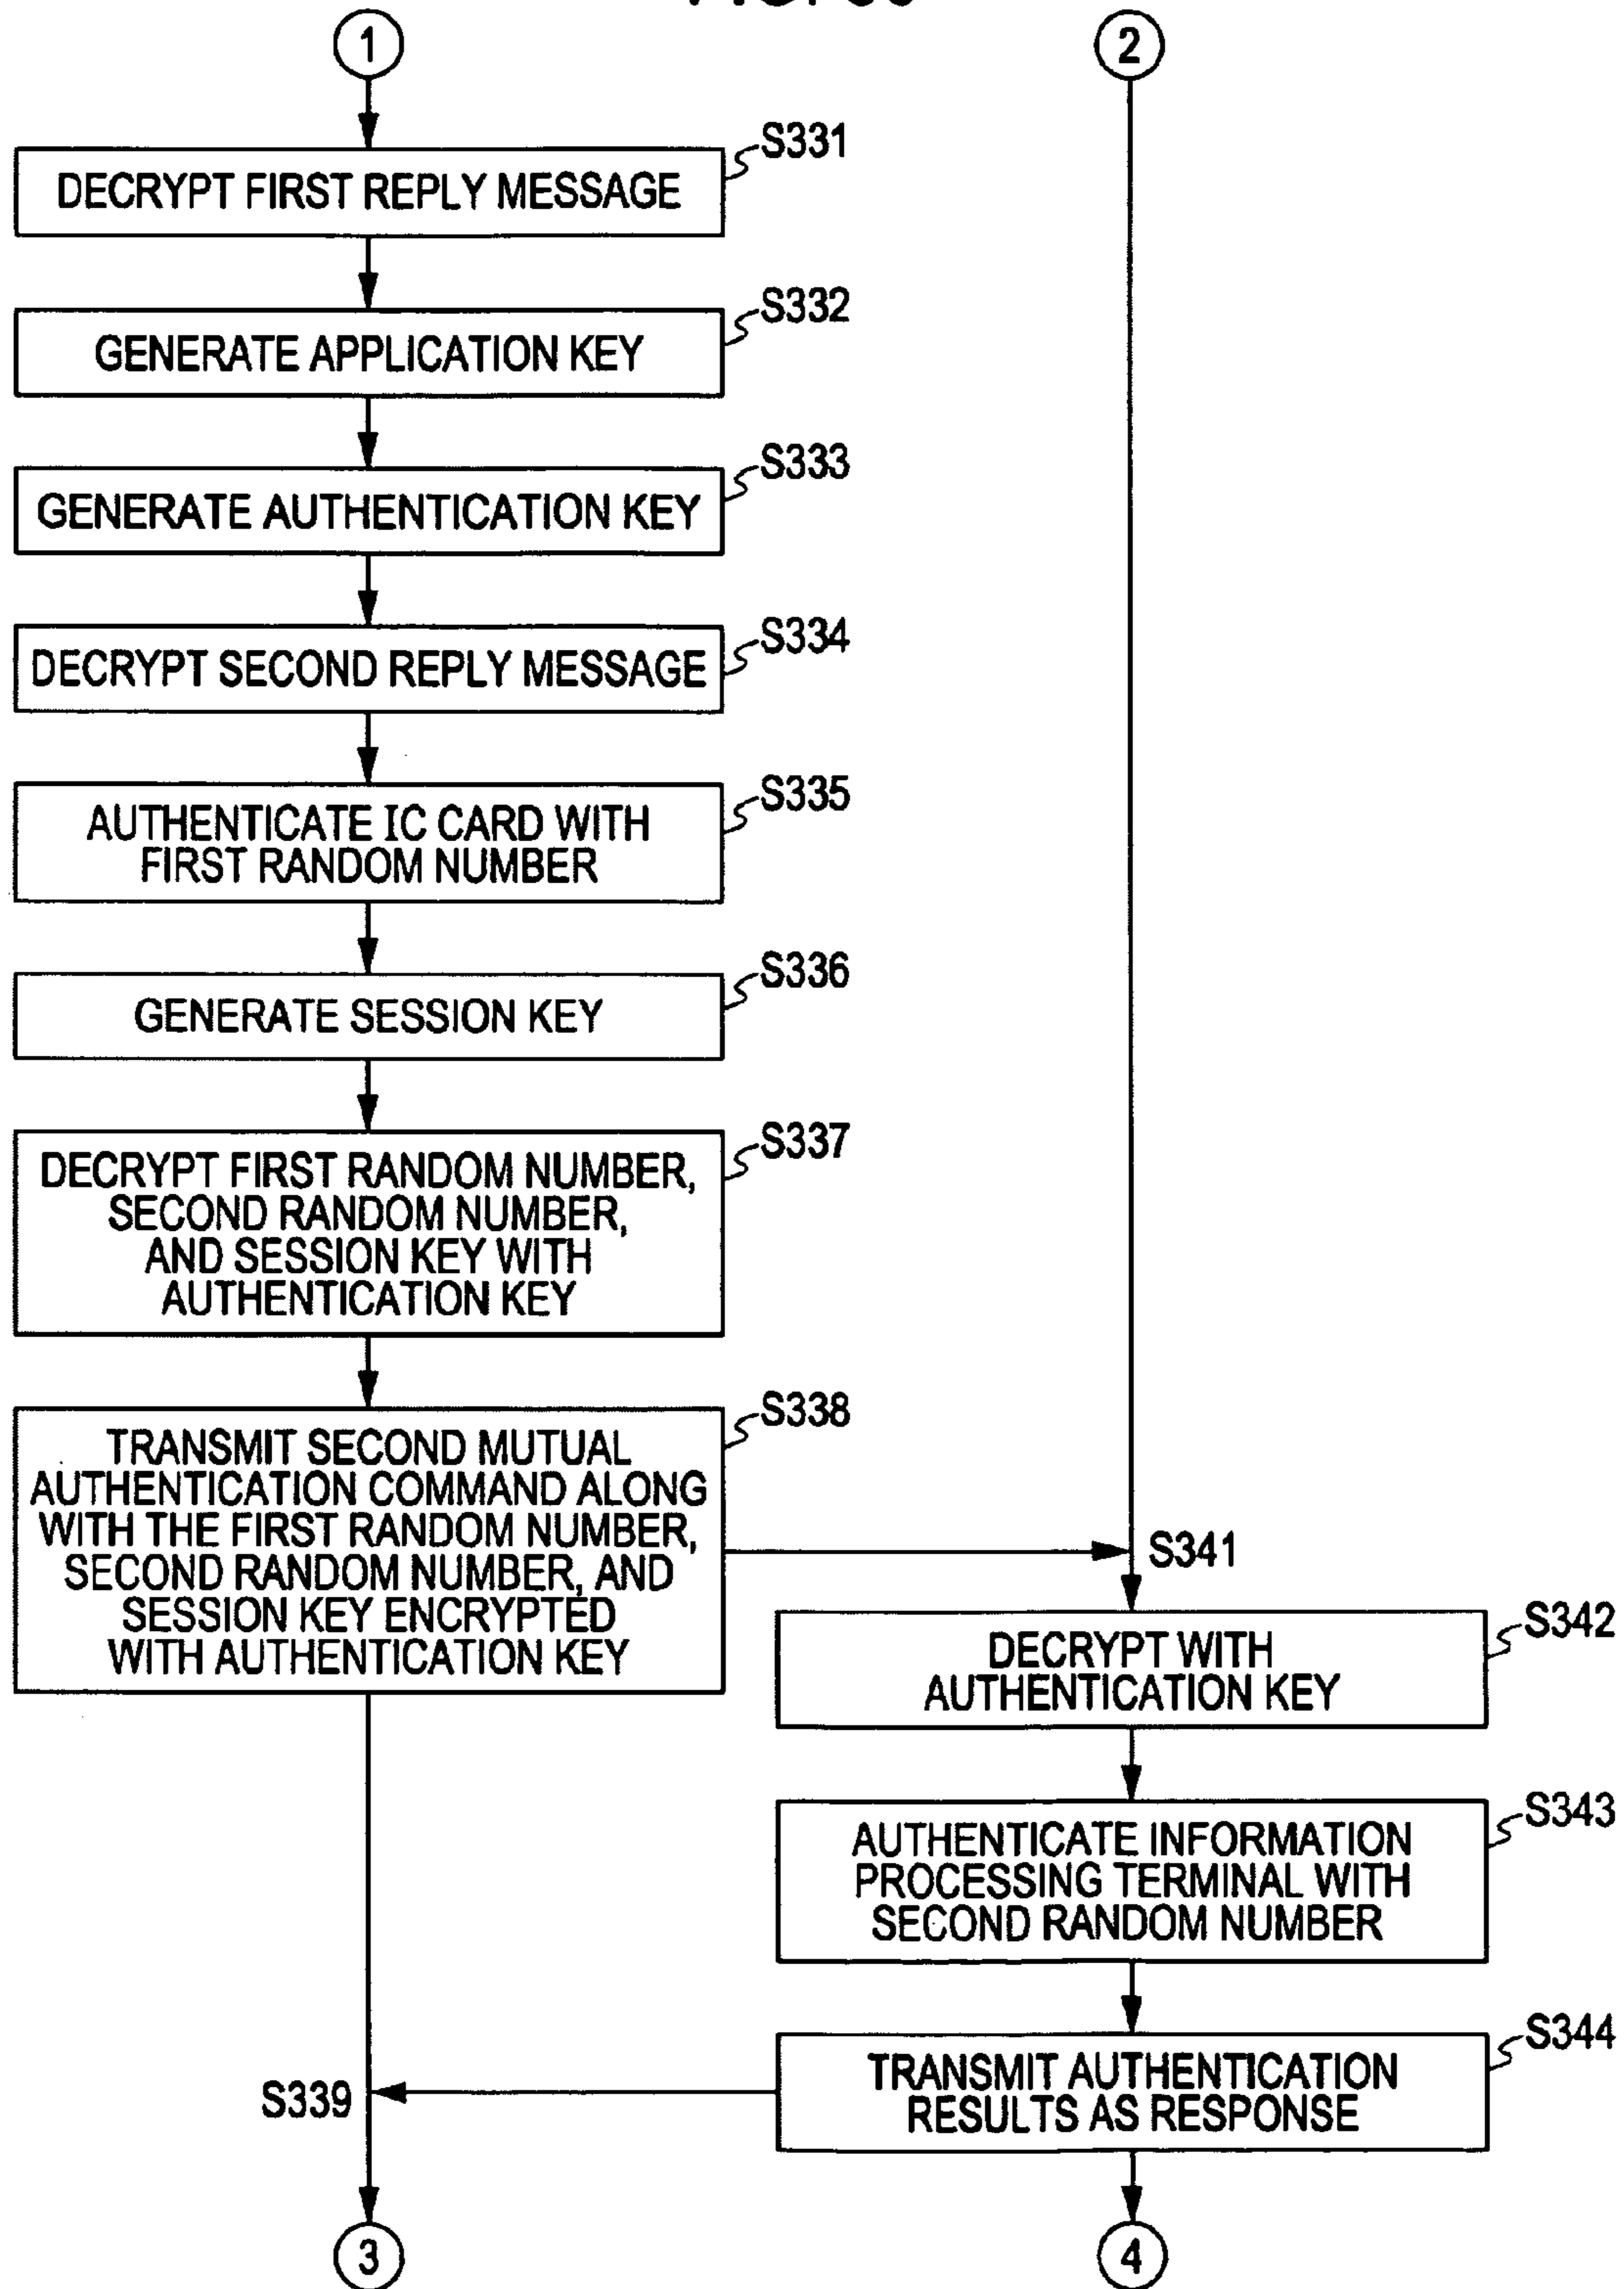 1
2
S331
DECRYPT FIRST REPLY MESSAGE
S332
GENERATE APPLICATION KEY
S333
GENERATE AUTHENTICATION KEY
S334
DECRYPT SECOND REPLY MESSAGE
S335
AUTHENTICATE IC CARD WITH
FIRST RANDOM NUMBER
S336
GENERATE SESSION KEY
S337
DECRYPT FIRST RANDOM NUMBER,
SECOND RANDOM NUMBER,
AND SESSION KEY WITH
AUTHENTICATION KEY
S338
TRANSMIT SECOND MUTUAL
AUTHENTICATION COMMAND ALONG
WITH THE FIRST RANDOM NUMBER,
SECOND RANDOM NUMBER, AND
SESSION KEY ENCRYPTED
WITH AUTHENTICATION KEY
S341
S342
DECRYPT WITH
AUTHENTICATION KEY
S343
AUTHENTICATE INFORMATION
PROCESSING TERMINAL WITH
SECOND RANDOM NUMBER
S344
TRANSMIT AUTHENTICATION
RESULTS AS RESPONSE
S339
3
4